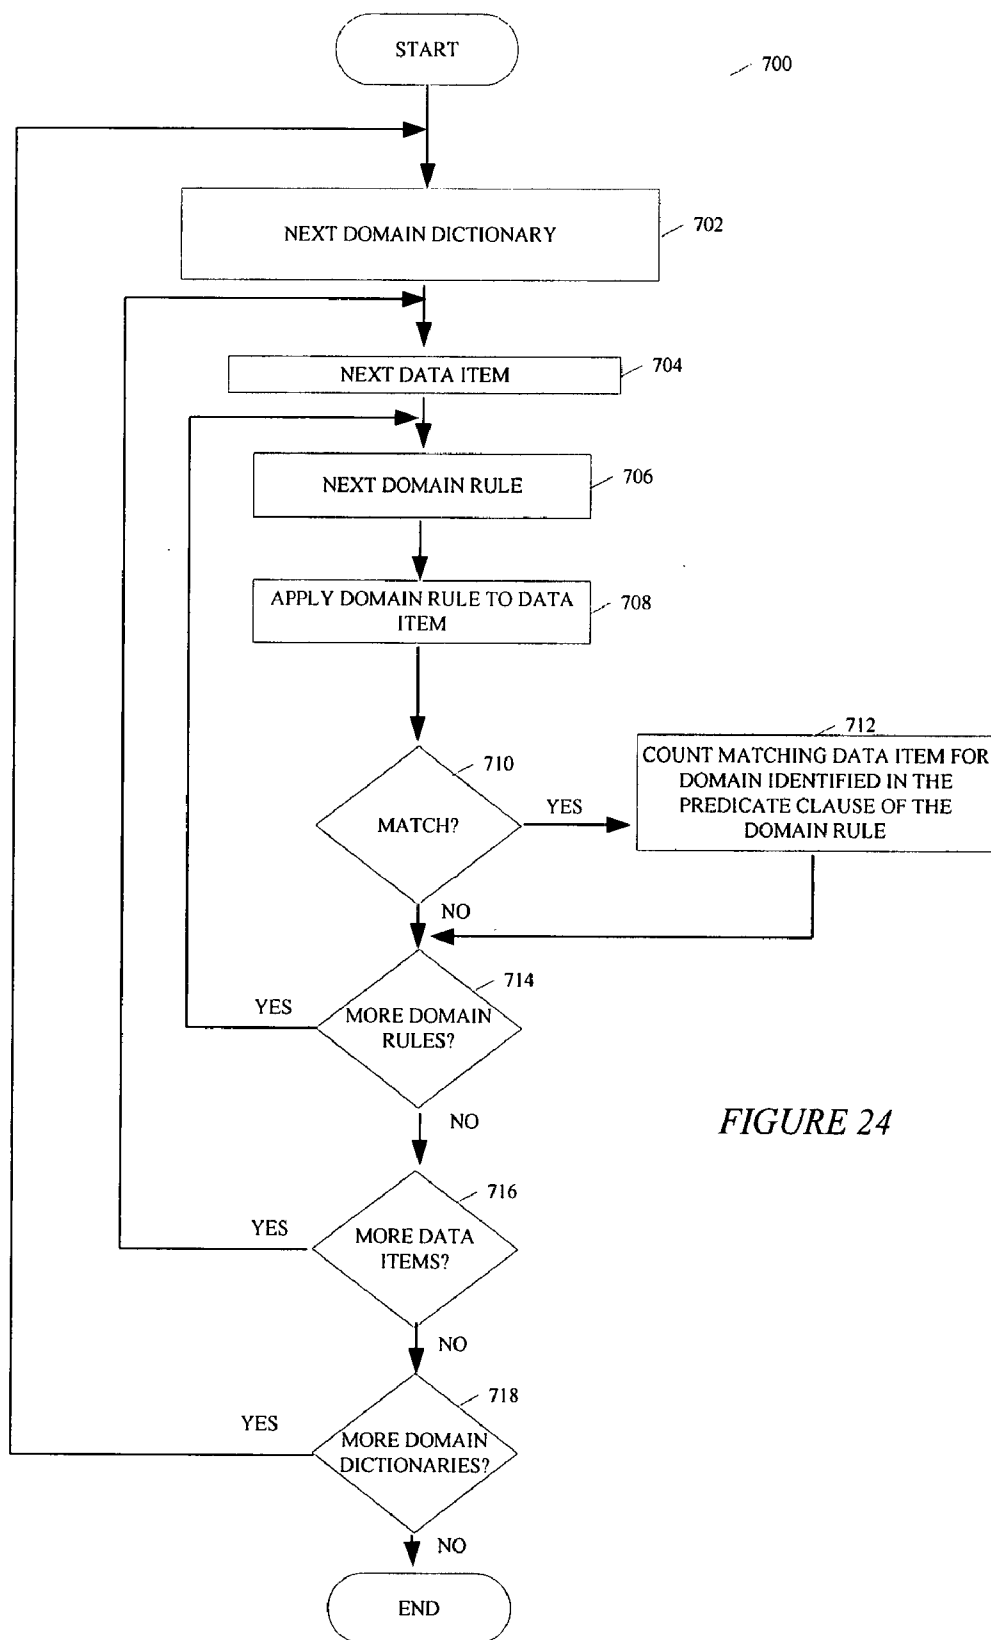 START
700
NEXT DOMAIN DICTIONARY
702
NEXT DATA ITEM
704
NEXT DOMAIN RULE
706
APPLY DOMAIN RULE TO DATA
ITEM
708
710
MATCH?
YES
712
COUNT MATCHING DATA ITEM FOR
DOMAIN IDENTIFIED IN THE
PREDICATE CLAUSE OF THE
DOMAIN RULE
NO
714
YES
MORE DOMAIN
RULES?
NO
FIGURE 24
716
YES
MORE DATA
ITEMS?
NO
718
YES
MORE DOMAIN
DICTIONARIES?
NO
END